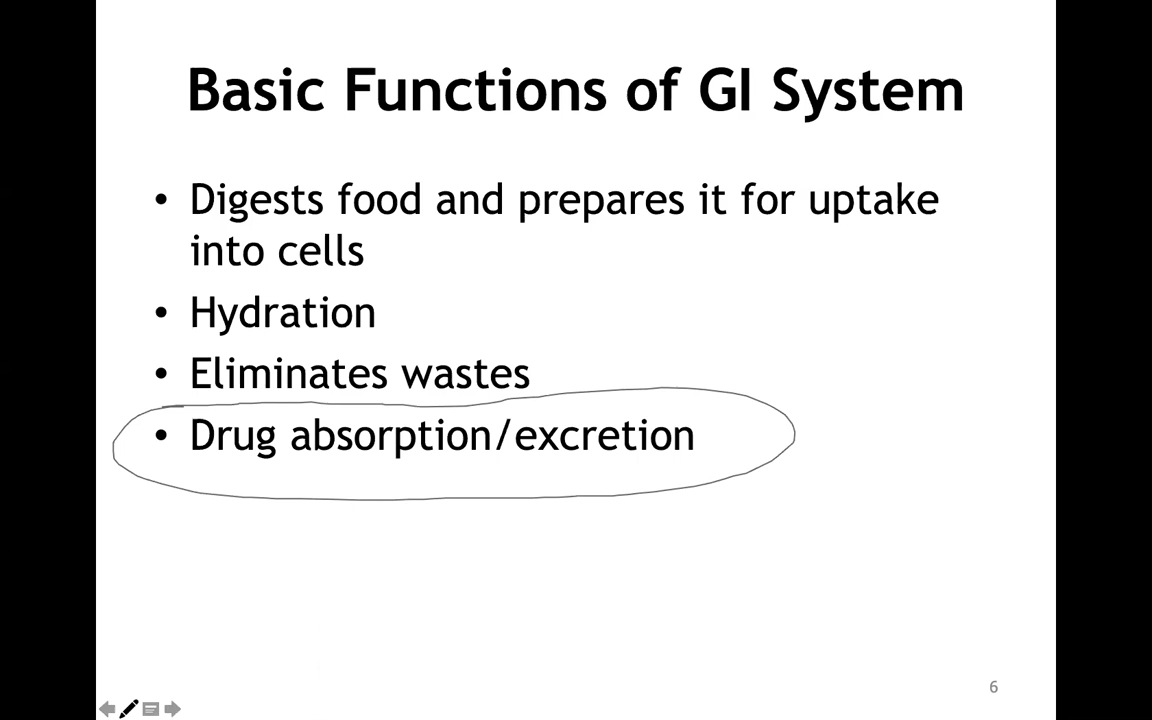 Basic Functions of GI System
• Digests food and prepares it for uptake
into cells
• Hydration
• Eliminates wastes
• Drug absorption/excretion
6